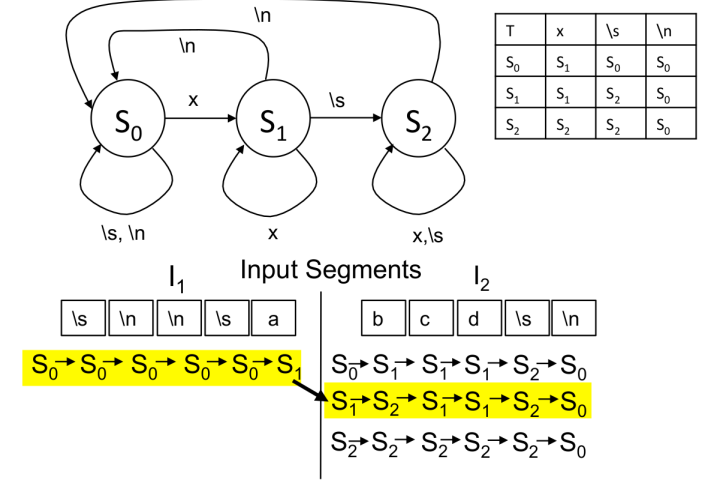 \n
\n
x
\s
S0
S1
S2
\s, \n
x
x,\s
T x \s \n
S0 S1 S0 S0
S1 S1 S2 S0
S2 S2 S2 S0
Input Segments
I1
I2
\s \n \n \s a
b c d \s \n
S0→S0→S0→S0→S0→S1
S0→S1→S1→S1→S2→S0
S1→S2→S1→S1→S2→S0
S2→S2→S2→S2→S2→S0